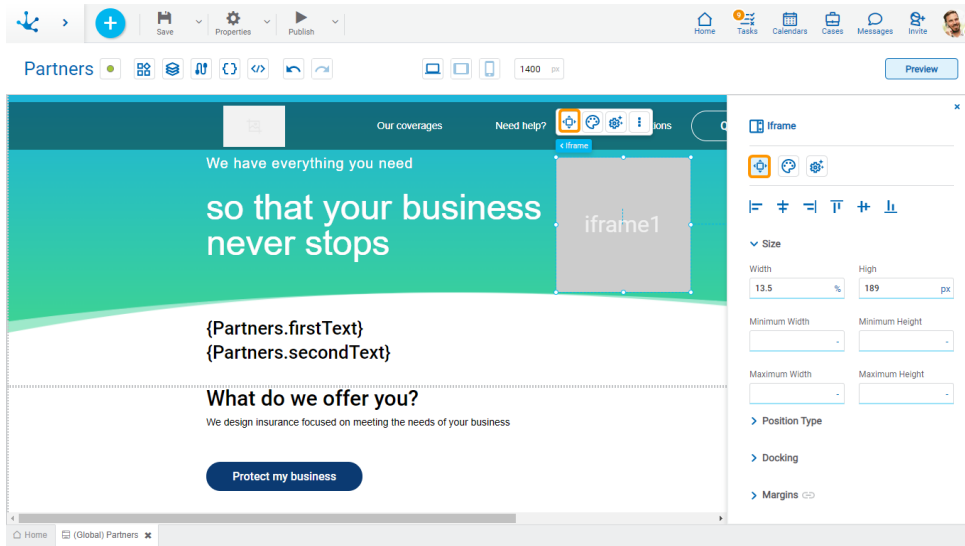 Save
Properties
Publish
Home
9
Tasks
Calendars
Cases
Messages
Invite
Partners
1400 px
Preview
Our coverages
Need help?
ions
Q
< Iframe
We have everything you need
so that your business
never stops
iframe1
{Partners.firstText}
{Partners.secondText}
What do we offer you?
We design insurance focused on meeting the needs of your business
Protect my business
Iframe
Size
Width
High
13.5 %
189 px
Minimum Width
Minimum Height
-
-
Maximum Width
Maximum Height
-
-
Position Type
Docking
Margins
Home
(Global) Partners